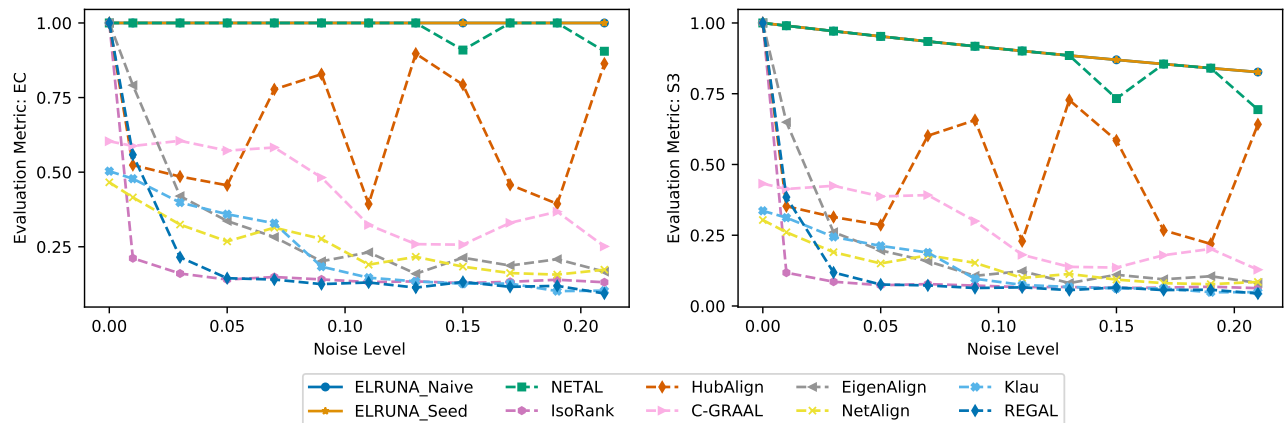 Evaluation Metric: EC
1.00
0.75
0.50
0.25
0.00 0.05 0.10 0.15 0.20
Noise Level
Evaluation Metric: S3
1.00
0.75
0.50
0.25
0.00
0.00 0.05 0.10 0.15 0.20
Noise Level
ELRUNA_Naive NETAL HubAlign EigenAlign Klau
ELRUNA_Seed IsoRank C-GRAAL NetAlign REGAL